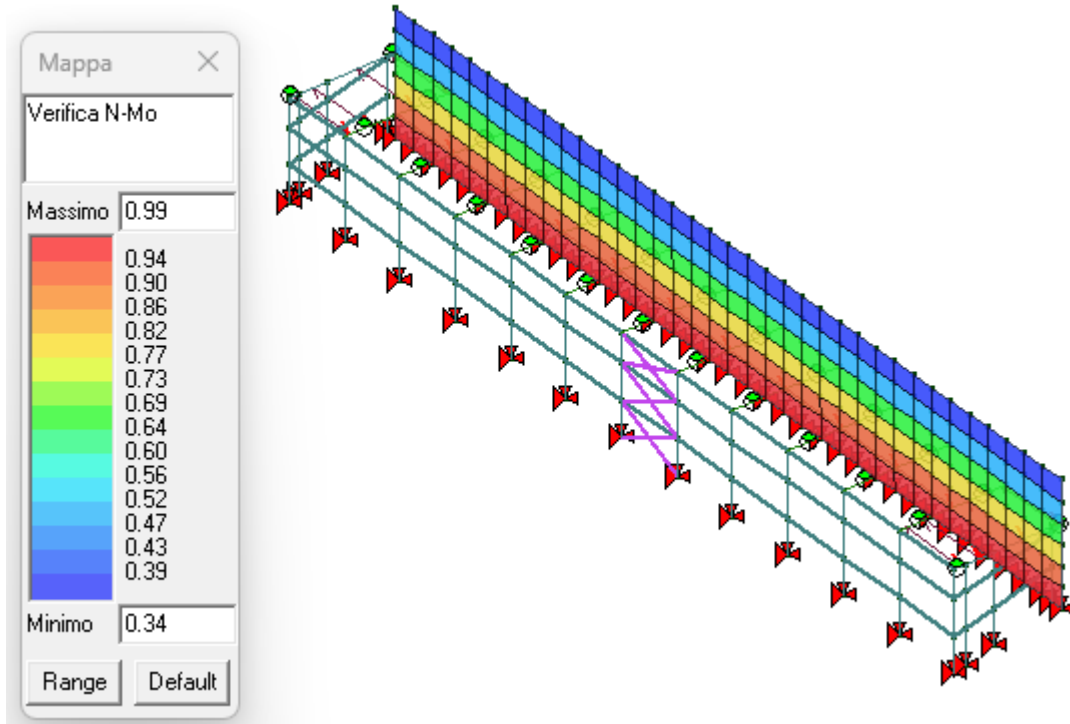 Mappa
Verifica N-Mo
Massimo 0.99
0.94
0.90
0.86
0.82
0.77
0.73
0.69
0.64
0.60
0.56
0.52
0.47
0.43
0.39
Minimo 0.34
Range Default